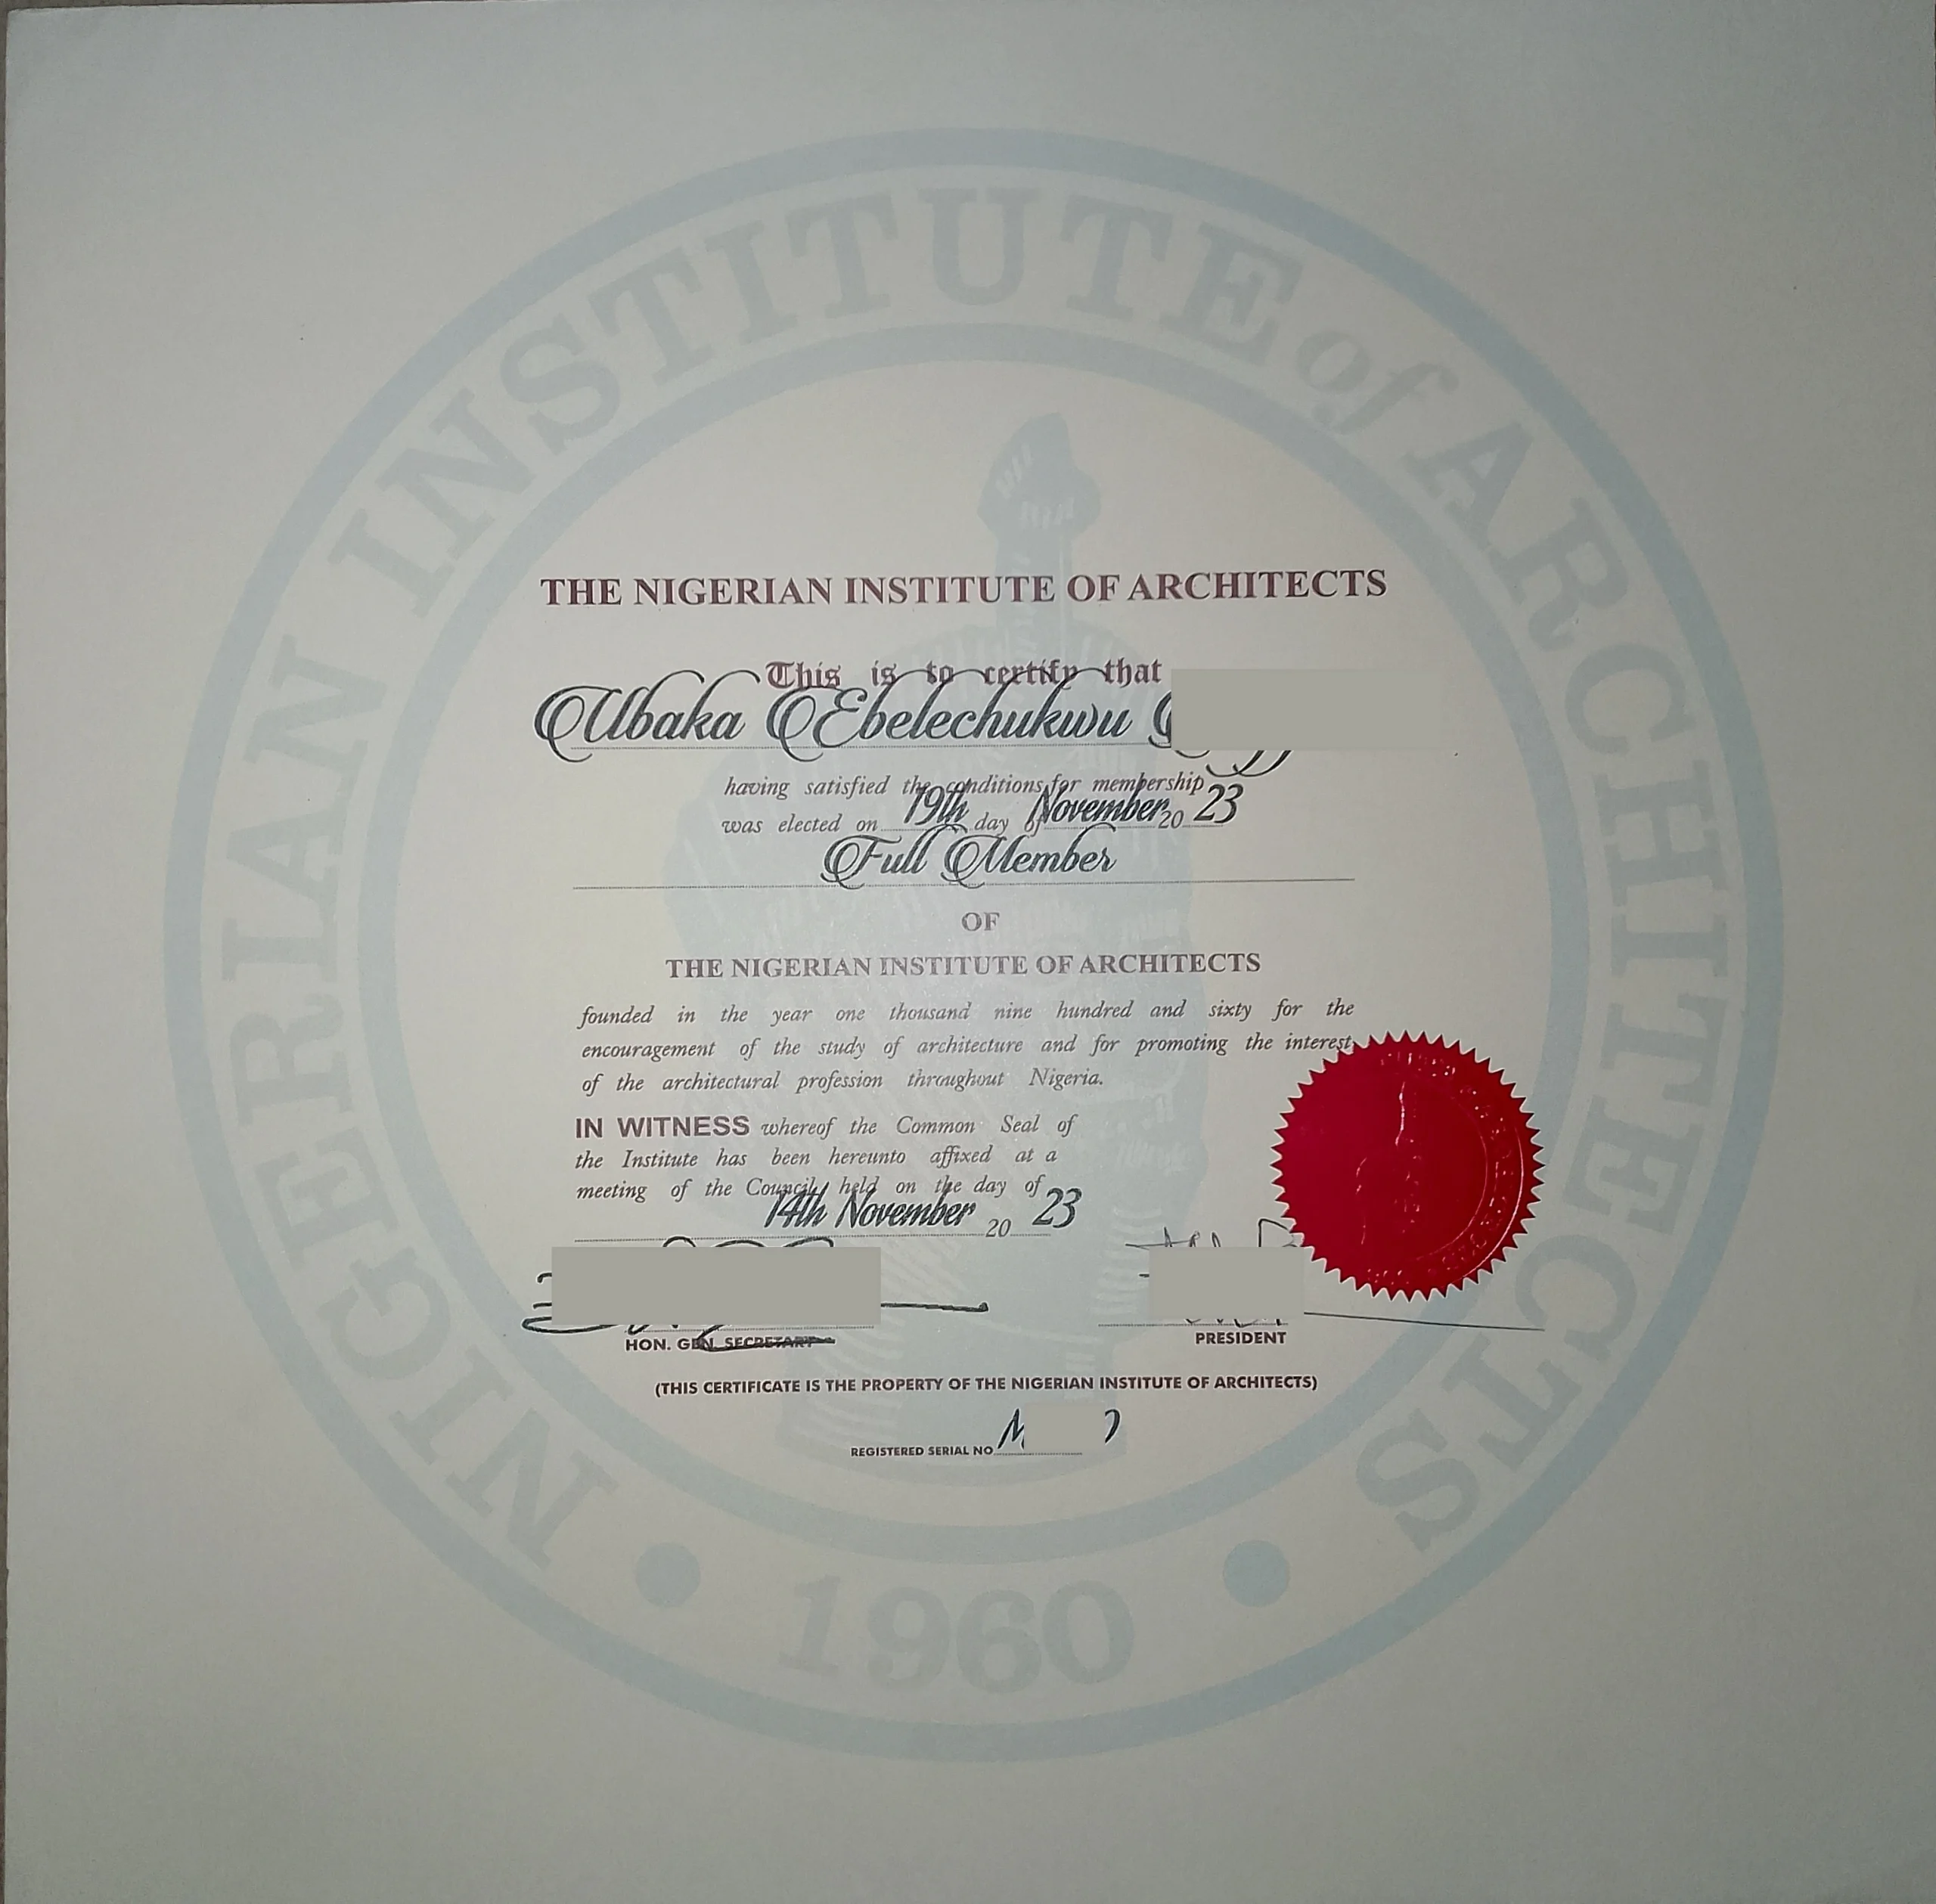 NIGERIAN INSTITUTE of ARCHITECTS
THE NIGERIAN INSTITUTE OF ARCHITECTS
This is to certify that
Ubaka Ebelechukwu
having satisfied the conditions for membership
was elected on 19th day of November 20 23
Full Member
OF
THE NIGERIAN INSTITUTE OF ARCHITECTS
founded in the year one thousand nine hundred and sixty for the
encouragement of the study of architecture and for promoting the interest
of the architectural profession throughout Nigeria.
IN WITNESS whereof the Common Seal of
the Institute has been hereunto affixed at a
meeting of the Council held on the day of
14th November 20 23
HON. GEN. SECRETARY
PRESIDENT
(THIS CERTIFICATE IS THE PROPERTY OF THE NIGERIAN INSTITUTE OF ARCHITECTS)
REGISTERED SERIAL NO M
1960